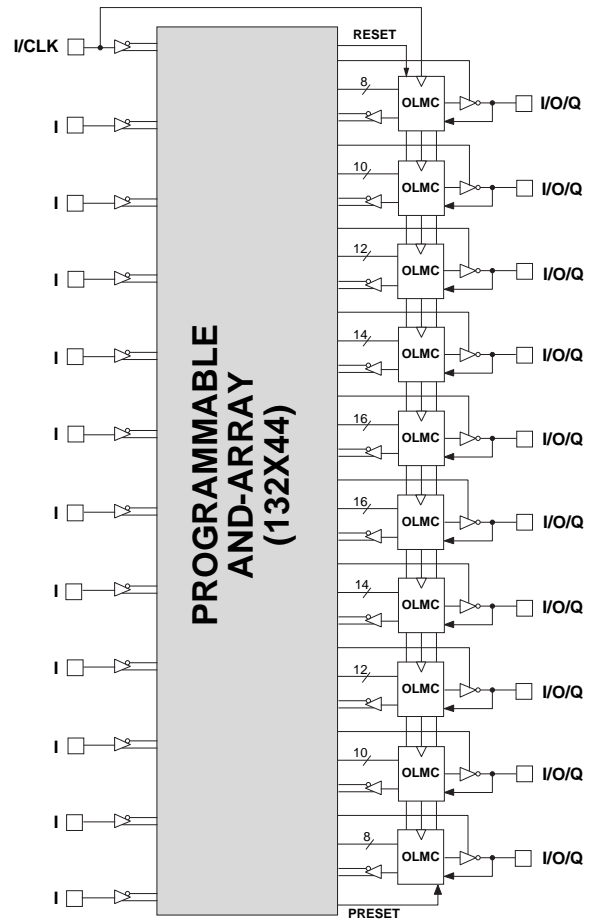 RESET
I/CLK
8
OLMC
I/O/Q
I
10
OLMC
I/O/Q
I
12
OLMC
I/O/Q
I
14
OLMC
I/O/Q
I
16
OLMC
I/O/Q
I
PROGRAMMABLE
AND-ARRAY
(132X44)
16
OLMC
I/O/Q
I
14
OLMC
I/O/Q
I
12
OLMC
I/O/Q
I
10
OLMC
I/O/Q
I
8
OLMC
I/O/Q
I
I
PRESET